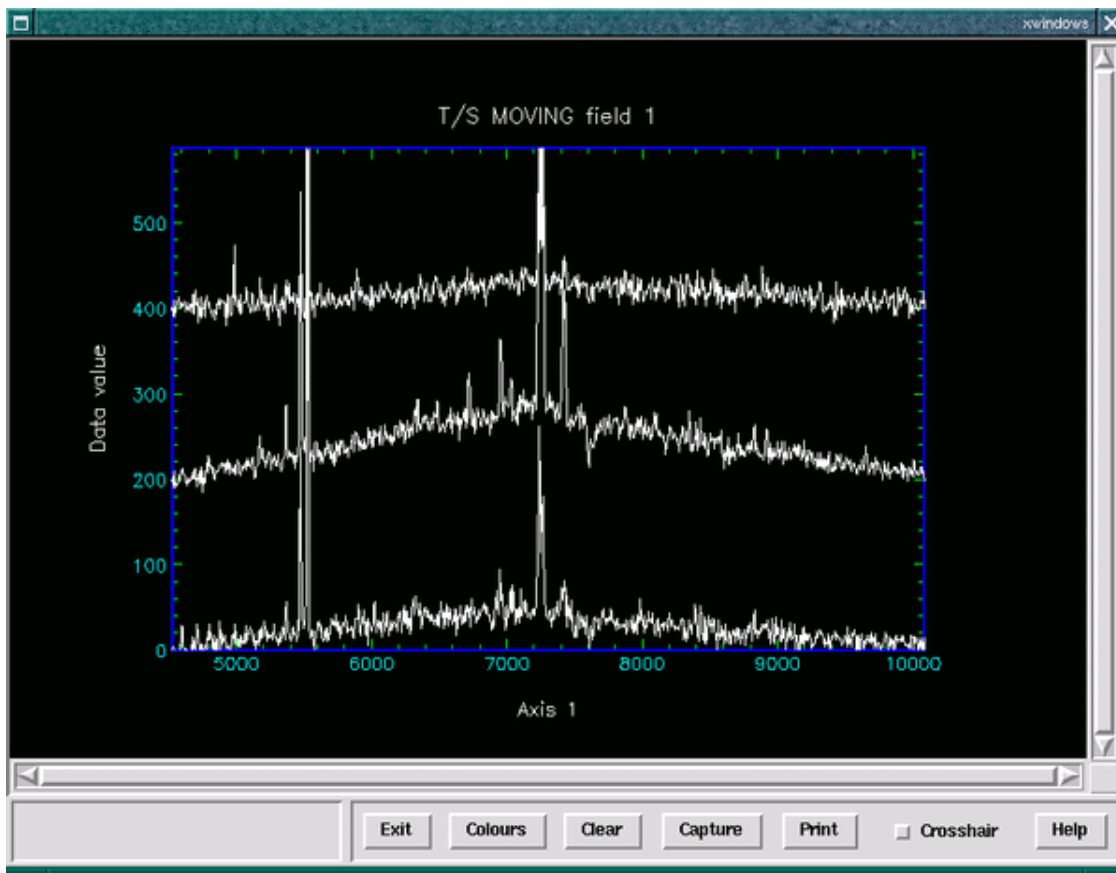 xwindows
T/S MOVING field 1
500
400
300
200
100
0
Data value
5000 6000 7000 8000 9000 10000
Axis 1
Exit Colours Clear Capture Print Crosshair Help